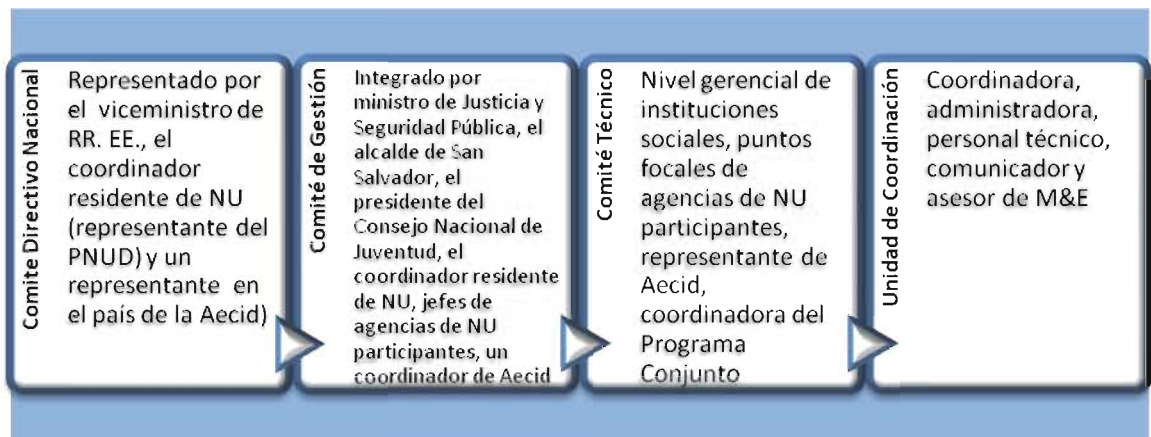 Comite Directivo Nacional
Representado por
el viceministro de
RR. EE., el
coordinador
residente de NU
(representante del
PNUD) y un
representante en
el país de la Aecid)
Comité de Gestión
Integrado por
ministro de Justicia y
Seguridad Pública, el
alcalde de San
Salvador, el
presidente del
Consejo Nacional de
Juventud, el
coordinador residente
de NU, jefes de
agencias de NU
participantes, un
coordinador de Aecid
Comité Técnico
Nivel gerencial de
instituciones
sociales, puntos
focales de
agencias de NU
participantes,
representante de
Aecid,
coordinadora del
Programa
Conjunto
Unidad de Coordinación
Coordinadora,
administradora,
personal técnico,
comunicador y
asesor de M&E